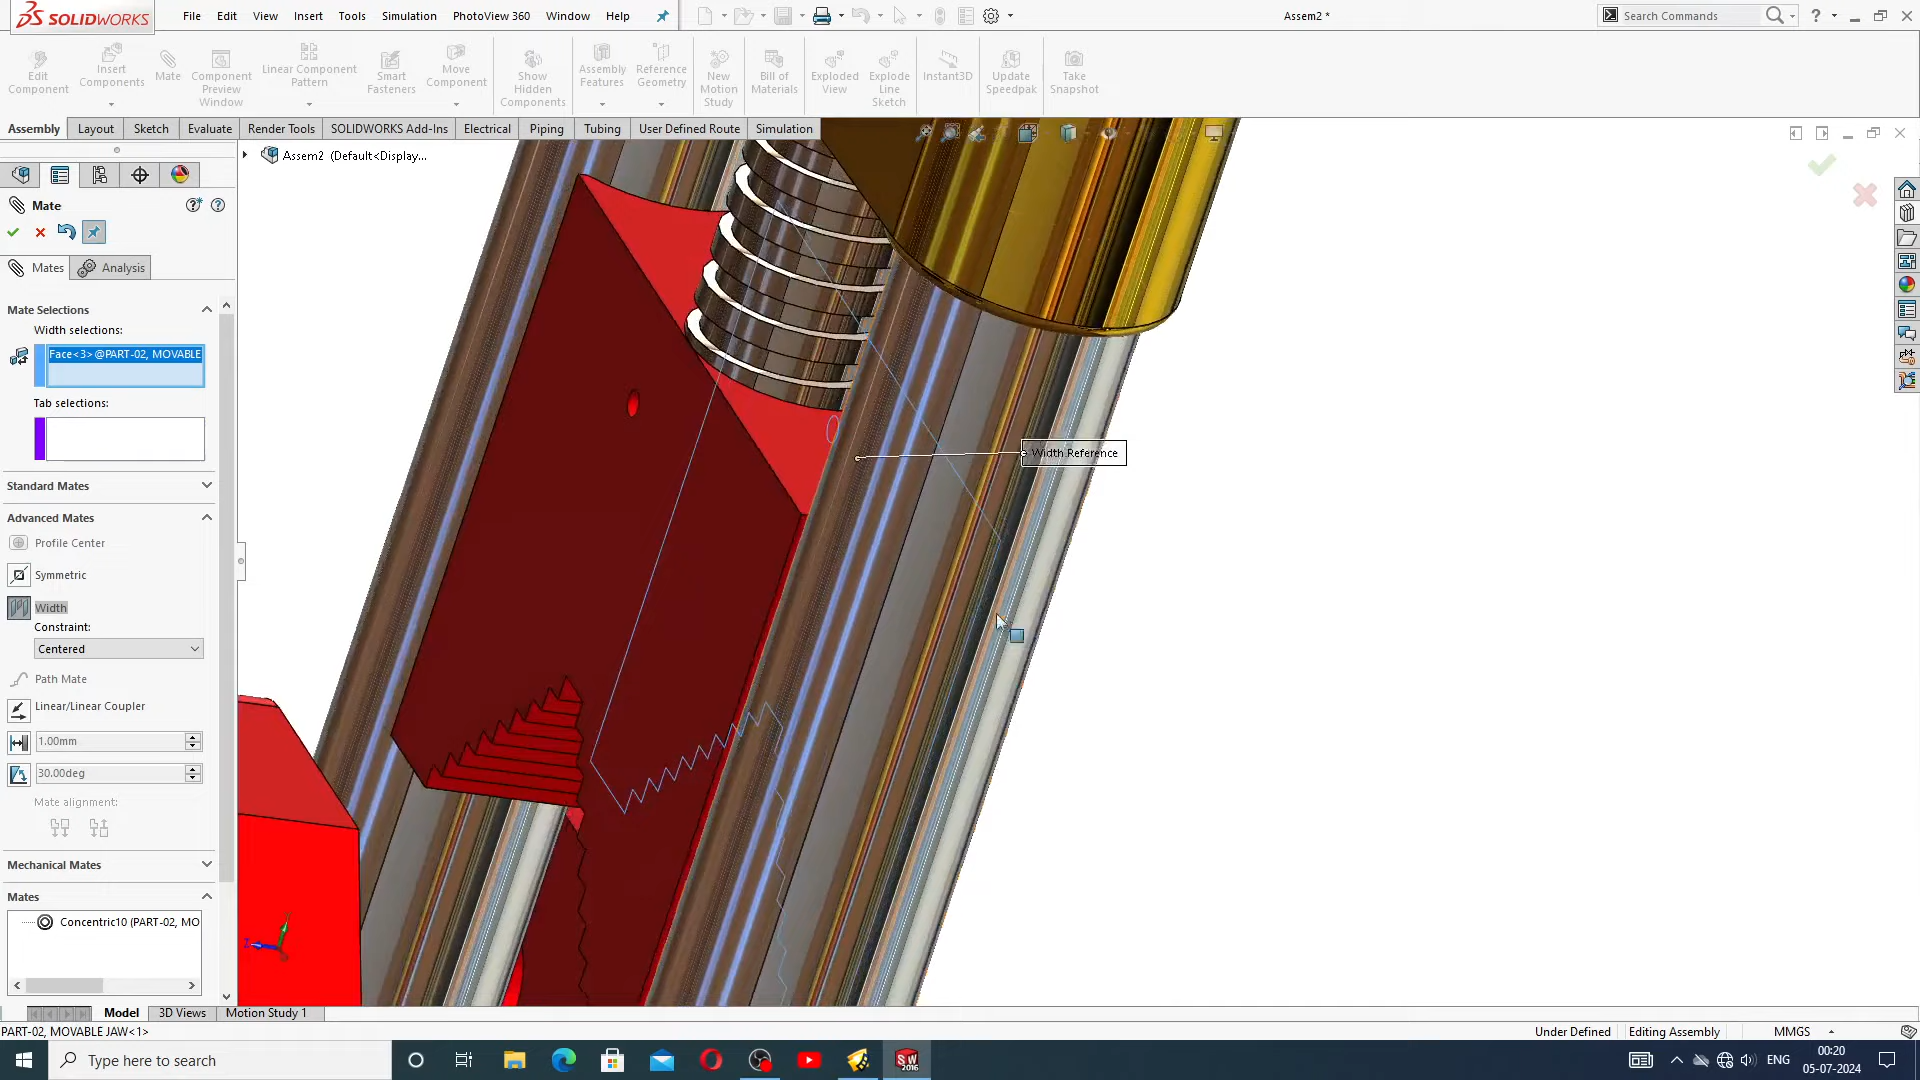 SOLIDWORKS
File Edit View Insert Tools Simulation PhotoView 360 Window Help
Assem2 *
Search Commands
Edit Component
Insert Components
Mate
Component Preview Window
Linear Component Pattern
Smart Fasteners
Move Component
Show Hidden Components
Assembly Features
Reference Geometry
New Motion Study
Bill of Materials
Exploded View
Explode Line Sketch
Instant3D
Update Speedpak
Take Snapshot
Assembly Layout Sketch Evaluate Render Tools SOLIDWORKS Add-Ins Electrical Piping Tubing User Defined Route Simulation
Assem2 (Default<Display...
Mate
Mates Analysis
Mate Selections
Width selections:
Face<3>@PART-02, MOVABLE
Tab selections:
Standard Mates
Advanced Mates
Profile Center
Symmetric
Width
Constraint:
Centered
Path Mate
Linear/Linear Coupler
1.00mm
30.00deg
Mate alignment:
Mechanical Mates
Mates
Concentric10 (PART-02, MO
Width Reference
Z
Model 3D Views Motion Study 1
PART-02, MOVABLE JAW<1>
Under Defined Editing Assembly MMGS
Type here to search
SW
2016
ENG
00:20
05-07-2024